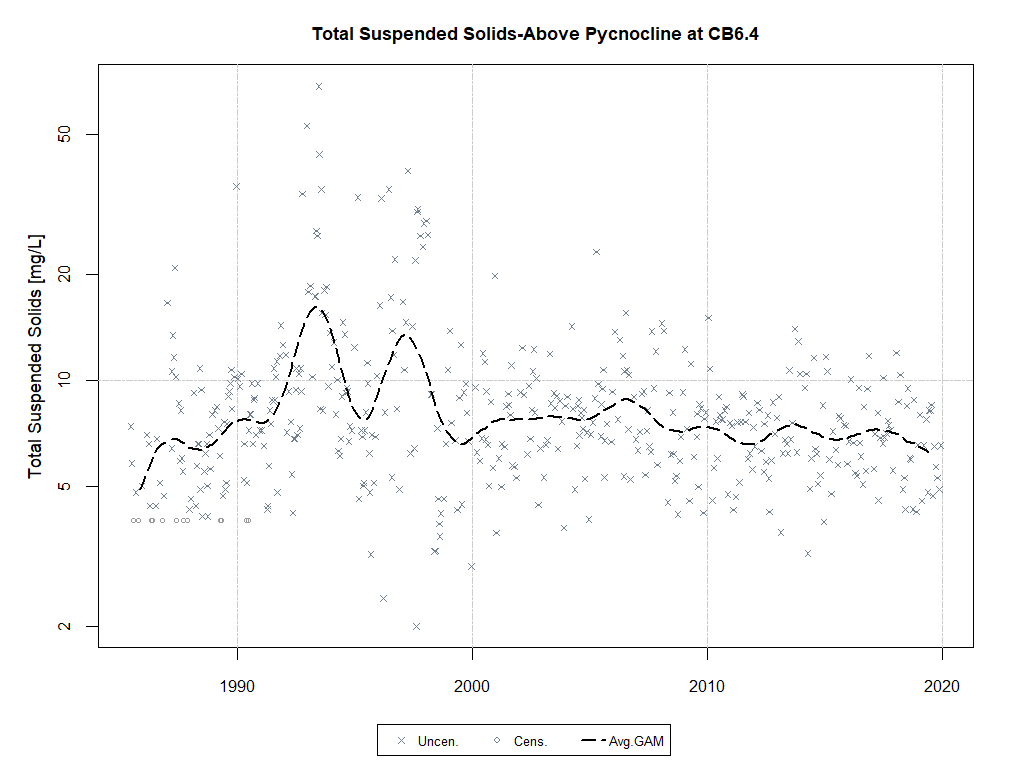 Total Suspended Solids-Above Pycnocline at CB6.4
Total Suspended Solids [mg/L]
50
20
10
5
2
1990 2000 2010 2020
Uncen. Cens. Avg.GAM